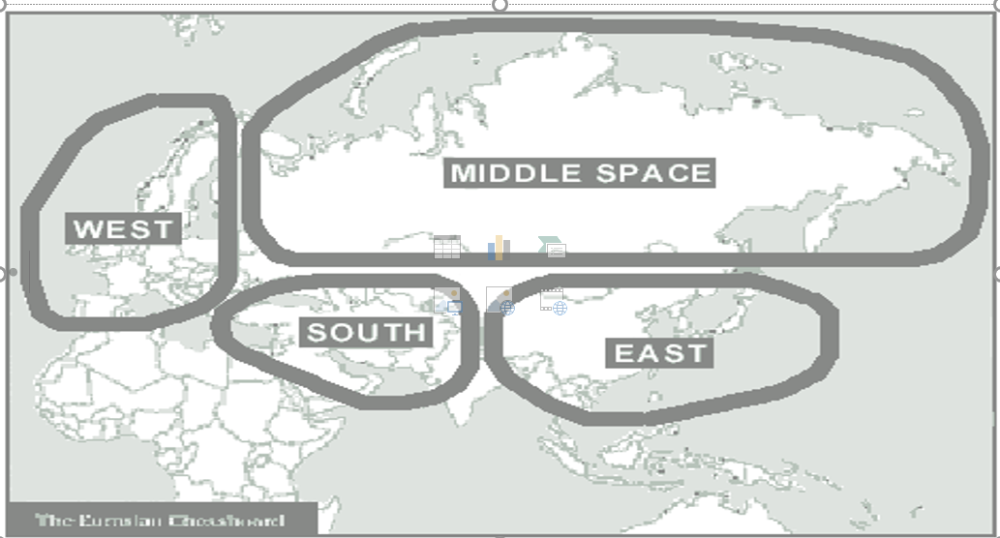 MIDDLE SPACE
WEST
SOUTH
EAST
The Eurasian Chessboard